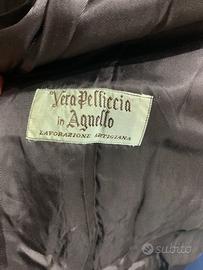 Vera Pelliccia
in Agnello
LAVORAZIONE ARTIGIANA
subito